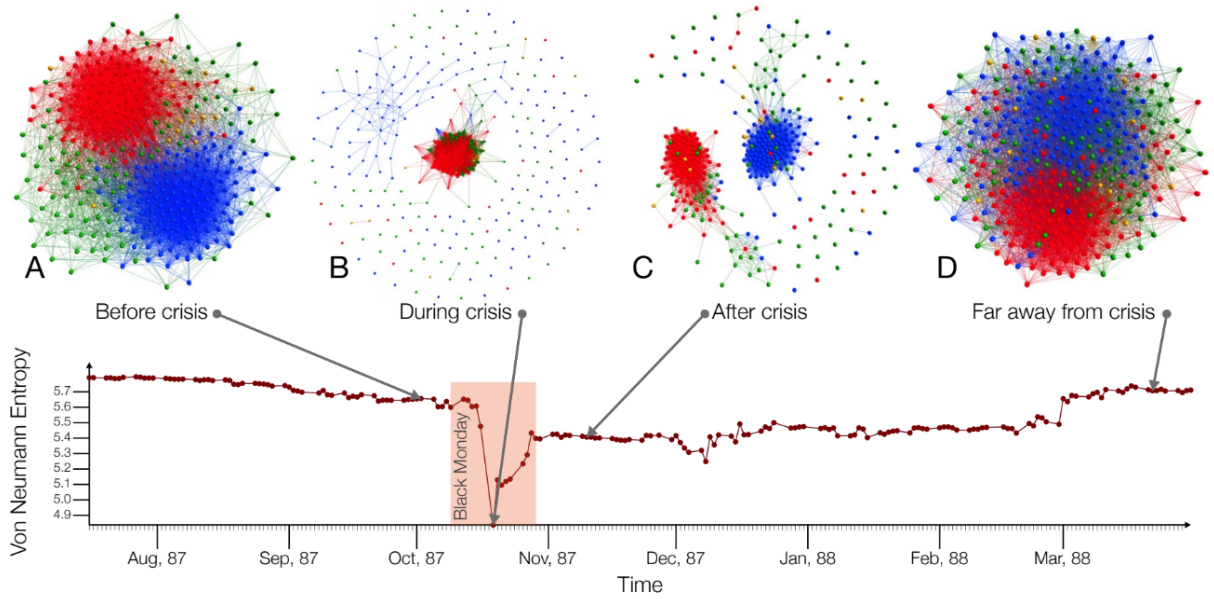 A
B
C
D
Before crisis
During crisis
After crisis
Far away from crisis
Von Neumann Entropy
5.7
5.6
5.5
5.4
5.3
5.2
5.1
5.0
4.9
Black Monday
Aug, 87
Sep, 87
Oct, 87
Nov, 87
Dec, 87
Jan, 88
Feb, 88
Mar, 88
Time